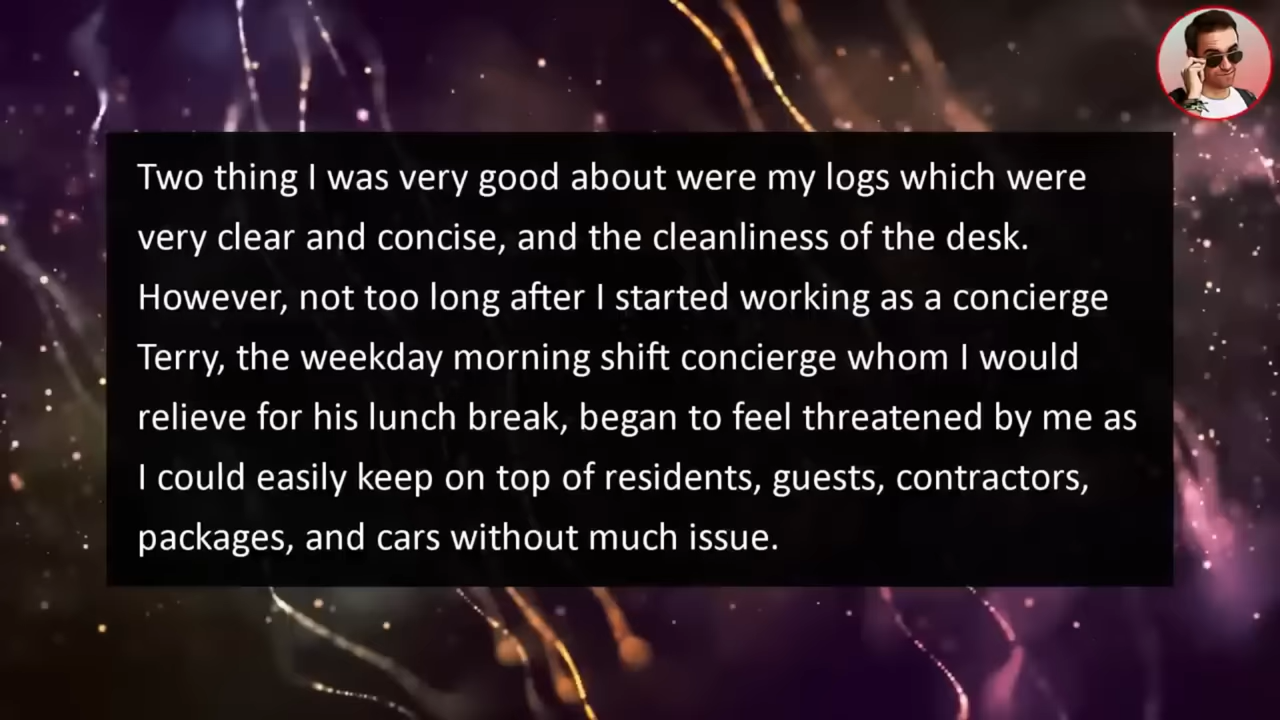 Two thing I was very good about were my logs which were
very clear and concise, and the cleanliness of the desk.
However, not too long after I started working as a concierge
Terry, the weekday morning shift concierge whom I would
relieve for his lunch break, began to feel threatened by me as
I could easily keep on top of residents, guests, contractors,
packages, and cars without much issue.